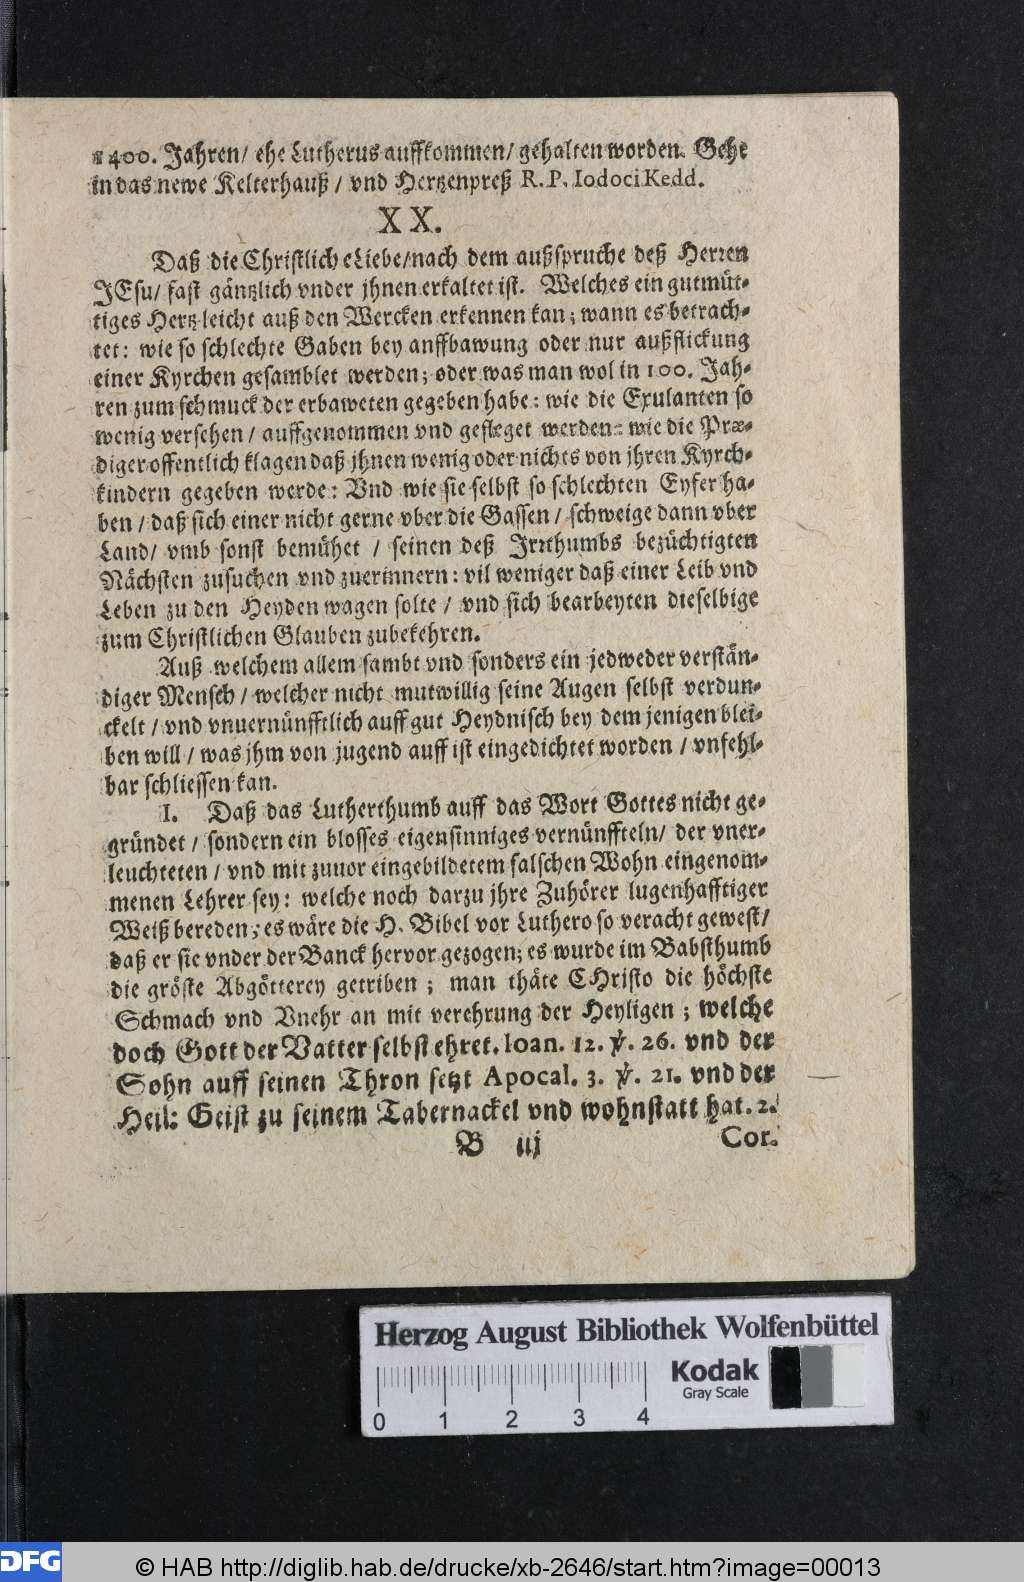 1400. Jahren/ ehe Lutherus auffkommen/ gehalten worden. Gehe
in das newe Kelterhauß / vnd Hertzenpreß R. P. Iodoci Kedd.
XX.
Daß die Christliche Liebe/nach dem außspruche deß Herren
JEsu/ fast gäntzlich vnder jhnen erkaltet ist. Welches ein gutmüt-
tiges Hertz leicht auß den Wercken erkennen kan; wann es betrach-
tet: wie so schlechte Gaben bey auffbawung oder nur außflickung
einer Kyrchen gesamblet werden; oder was man wol in 100. Jah-
ren zum schmuck der erbaweten gegeben habe: wie die Exulanten so
wenig versehen/ auffgenommen vnd gepfleget werden: wie die Præ-
diger offentlich klagen daß jhnen wenig oder nichts von jhren Kyrch-
kindern gegeben werde: Vnd wie sie selbst so schlechten Eyfer ha-
ben / daß sich einer nicht gerne vber die Gassen / schweige dann vber
Land/ vmb sonst bemühet / seinen deß Irrthumbs bezüchtigten
Nächsten zusuchen vnd zuerinnern: vil weniger daß einer Leib vnd
Leben zu den Heyden wagen solte / vnd sich bearbeyten dieselbige
zum Christlichen Glauben zubekehren.
Auß welchem allem sambt vnd sonders ein jedweder verstän-
diger Mensch / welcher nicht mutwillig seine Augen selbst verdun-
ckelt / vnd vnuernünfftlich auff gut Heydnisch bey dem jenigen blei-
ben will / was jhm von jugend auff ist eingedichtet worden / vnfehl-
bar schliessen kan.
I. Daß das Lutherthumb auff das Wort Gottes nicht ge-
gründet / sondern ein blosses eigensinniges vernünffteln/ der vner-
leuchteten / vnd mit zuuor eingebildetem falschen Wohn eingenom-
menen Lehrer sey: welche noch darzu jhre Zuhörer lugenhafftiger
Weiß bereden; es wäre die H. Bibel vor Luthero so veracht gewest/
daß er sie vnder der Banck hervor gezogen; es wurde im Babsthumb
die gröste Abgötterey getriben ; man thäte CHristo die höchste
Schmach vnd Vnehr an mit verehrung der Heyligen ; welche
doch Gott der Vatter selbst ehret. Ioan. 12. ℣. 26. vnd der
Sohn auff seinen Thron setzt Apocal. 3. ℣. 21. vnd der
Heil: Geist zu seinem Tabernackel vnd wohnstatt hat. 2.
B iij Cor.
Herzog August Bibliothek Wolfenbüttel
Kodak
Gray Scale
0 1 2 3 4
DFG © HAB http://diglib.hab.de/drucke/xb-2646/start.htm?image=00013